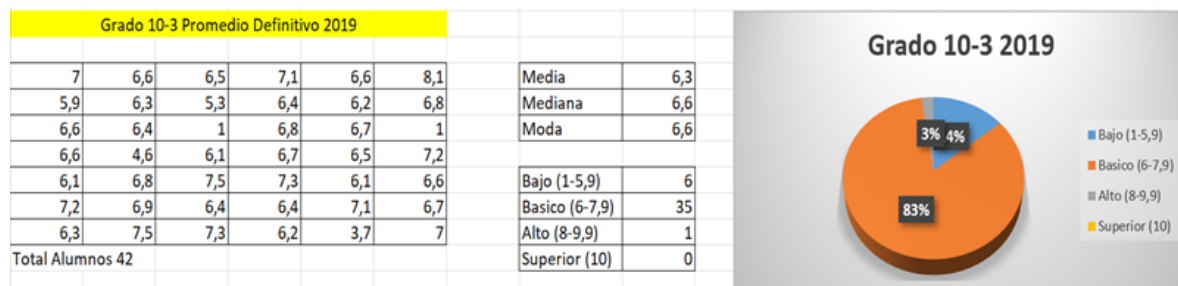 Grado 10-3 Promedio Definitivo 2019
7 6,6 6,5 7,1 6,6 8,1
5,9 6,3 5,3 6,4 6,2 6,8
6,6 6,4 1 6,8 6,7 1
6,6 4,6 6,1 6,7 6,5 7,2
6,1 6,8 7,5 7,3 6,1 6,6
7,2 6,9 6,4 6,4 7,1 6,7
6,3 7,5 7,3 6,2 3,7 7
Total Alumnos 42
Media 6,3
Mediana 6,6
Moda 6,6
Bajo (1-5,9) 6
Basico (6-7,9) 35
Alto (8-9,9) 1
Superior (10) 0
Grado 10-3 2019
3% 4%
83%
Bajo (1-5,9)
Basico (6-7,9)
Alto (8-9,9)
Superior (10)